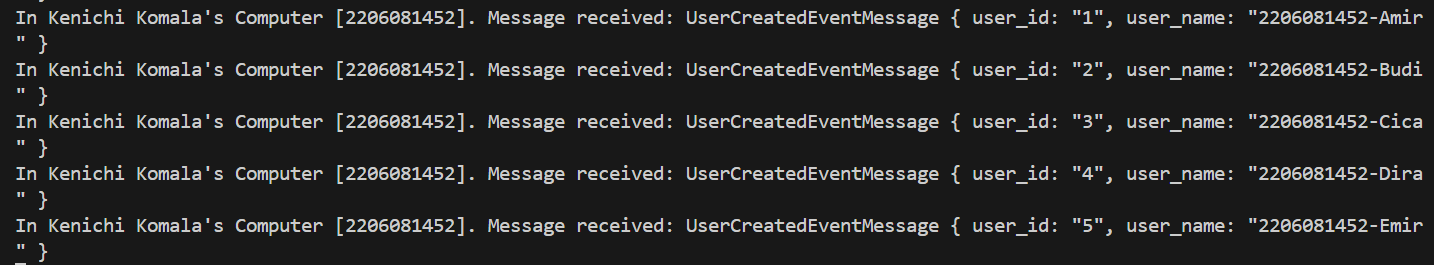 In Kenichi Komala's Computer [2206081452]. Message received: UserCreatedEventMessage { user_id: "1", user_name: "2206081452-Amir
" }
In Kenichi Komala's Computer [2206081452]. Message received: UserCreatedEventMessage { user_id: "2", user_name: "2206081452-Budi
" }
In Kenichi Komala's Computer [2206081452]. Message received: UserCreatedEventMessage { user_id: "3", user_name: "2206081452-Cica
" }
In Kenichi Komala's Computer [2206081452]. Message received: UserCreatedEventMessage { user_id: "4", user_name: "2206081452-Dira
" }
In Kenichi Komala's Computer [2206081452]. Message received: UserCreatedEventMessage { user_id: "5", user_name: "2206081452-Emir
" }